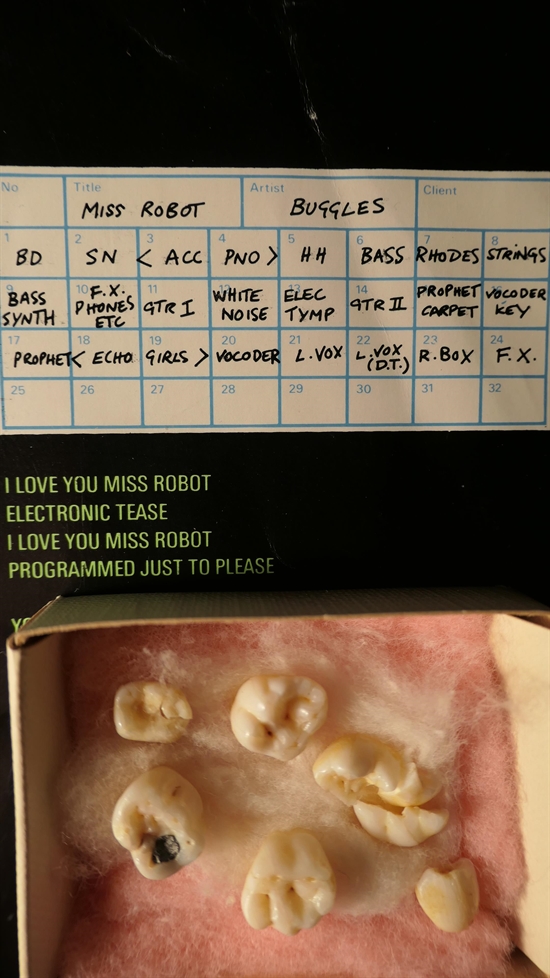 No Title Artist Client
MISS ROBOT BUGGLES
1 2 3 4 5 6 7 8
BD SN < ACC PNO > HH BASS RHODES STRINGS
9 10 11 12 13 14 15 16
BASS SYNTH F.X. PHONES ETC GTR I WHITE NOISE ELEC TYMP GTR II PROPHET CARPET VOCODER KEY
17 18 19 20 21 22 23 24
PROPHET < ECHO GIRLS > VOCODER L.VOX L.VOX (D.T.) R.BOX F.X.
25 26 27 28 29 30 31 32
I LOVE YOU MISS ROBOT
ELECTRONIC TEASE
I LOVE YOU MISS ROBOT
PROGRAMMED JUST TO PLEASE